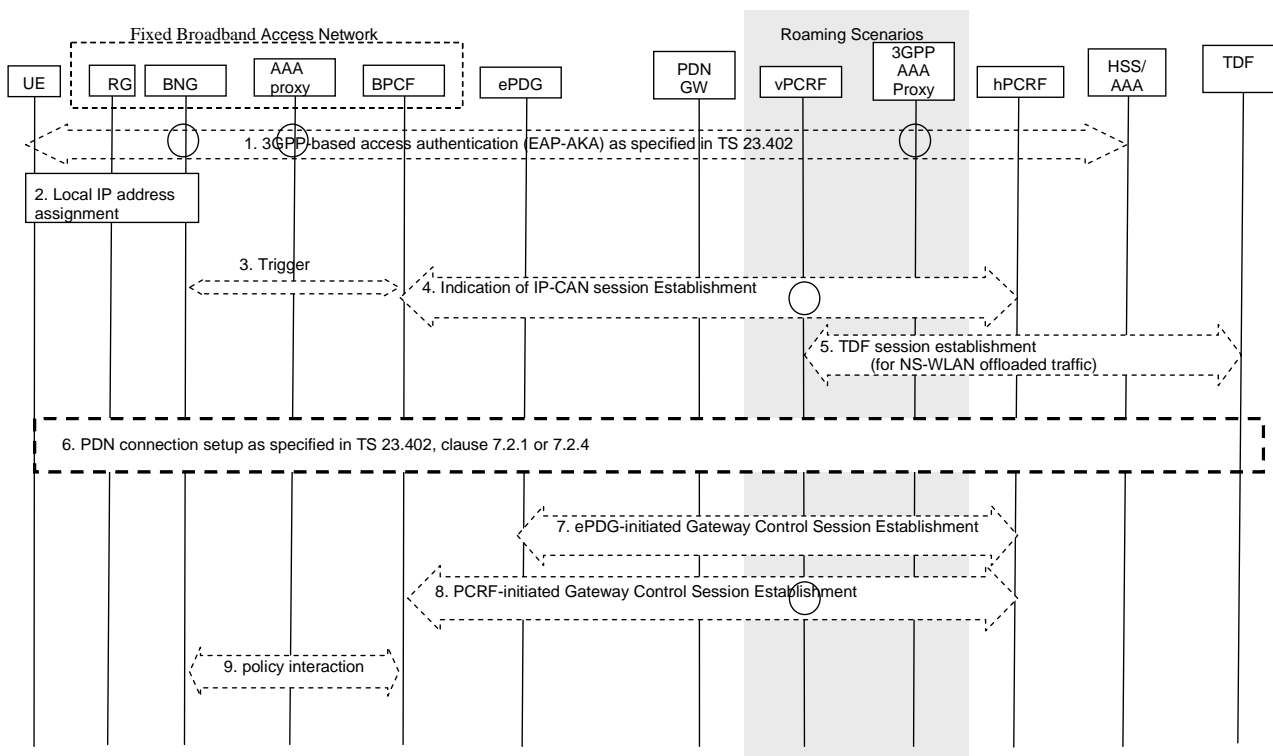 Fixed Broadband Access Network
Roaming Scenarios
UE
RG
BNG
AAA
proxy
BPCF
ePDG
PDN
GW
vPCRF
3GPP
AAA
Proxy
hPCRF
HSS/
AAA
TDF
1. 3GPP-based access authentication (EAP-AKA) as specified in TS 23.402
2. Local IP address
assignment
3. Trigger
4. Indication of IP-CAN session Establishment
5. TDF session establishment
(for NS-WLAN offloaded traffic)
6. PDN connection setup as specified in TS 23.402, clause 7.2.1 or 7.2.4
7. ePDG-initiated Gateway Control Session Establishment
8. PCRF-initiated Gateway Control Session Establishment
9. policy interaction